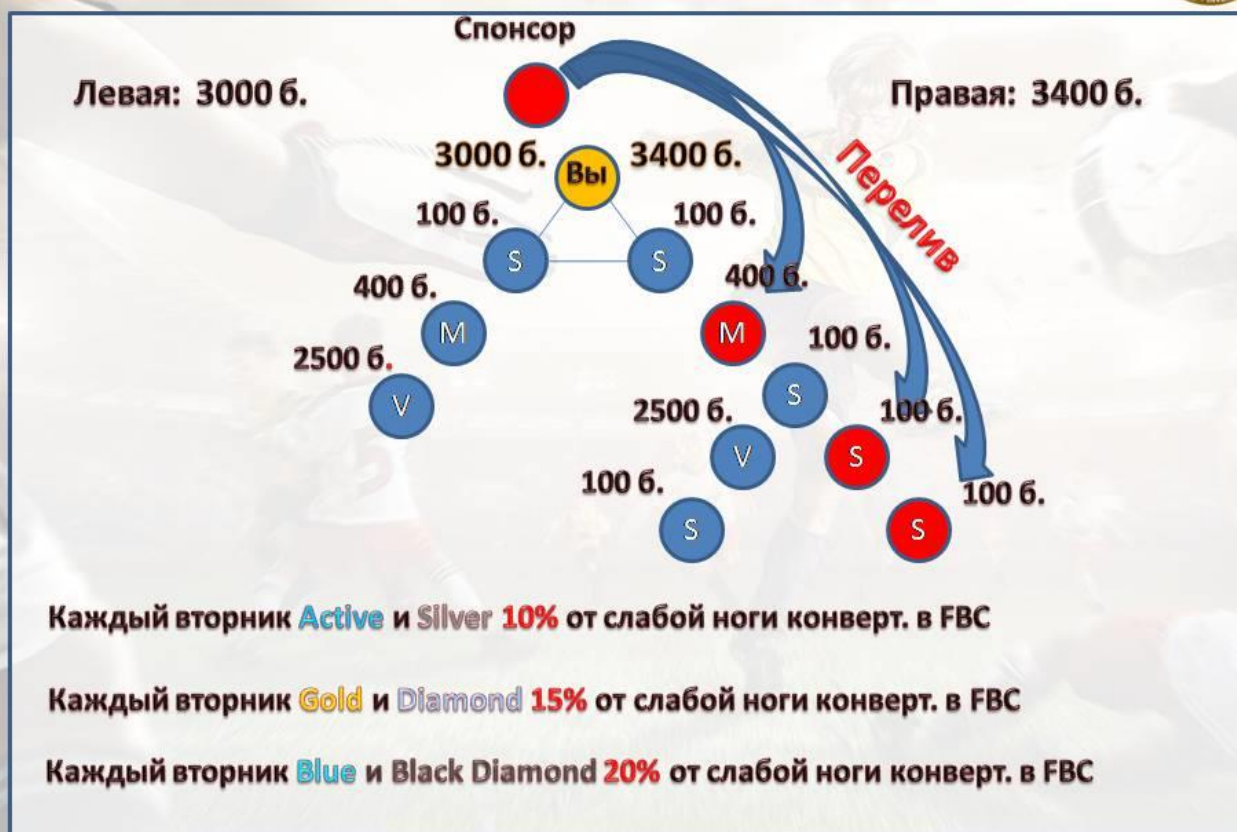 Спонсор
Левая: 3000 б.
Правая: 3400 б.
3000 б.
Вы
3400 б.
Перелив
100 б.
100 б.
S
S
400 б.
400 б.
M
M
100 б.
2500 б.
S
V
2500 б.
100 б.
V
S
100 б.
100 б.
S
S
Каждый вторник Active и Silver 10% от слабой ноги конверт. в FBC
Каждый вторник Gold и Diamond 15% от слабой ноги конверт. в FBC
Каждый вторник Blue и Black Diamond 20% от слабой ноги конверт. в FBC